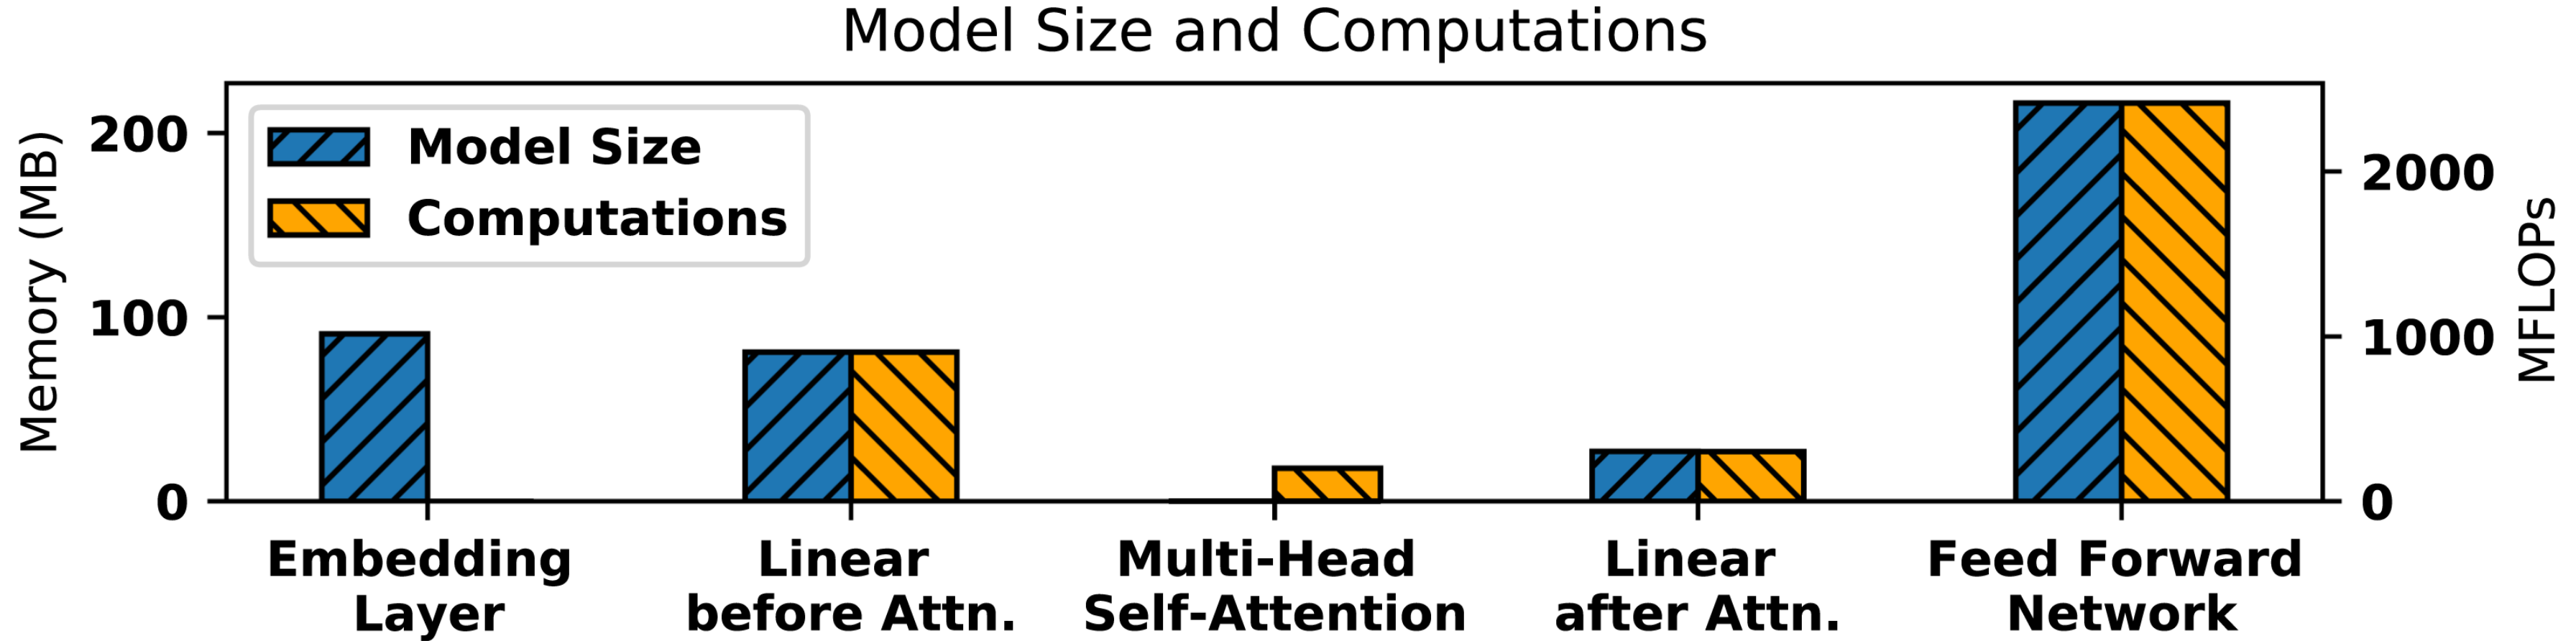 Model Size and Computations
Memory (MB)
200
100
0
Model Size
Computations
2000
1000
0
MFLOPs
Embedding
Layer
Linear
before Attn.
Multi-Head
Self-Attention
Linear
after Attn.
Feed Forward
Network